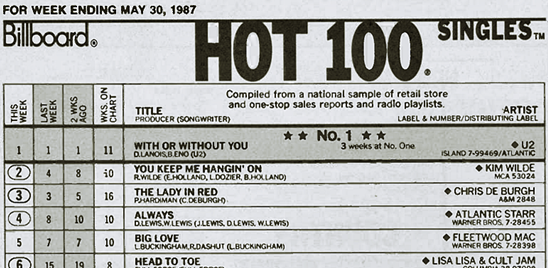 FOR WEEK ENDING MAY 30, 1987
Billboard® HOT 100® SINGLES™
Compiled from a national sample of retail store
and one-stop sales reports and radio playlists.
THIS WEEK LAST WEEK 2 WKS AGO WKS. ON CHART TITLE ARTIST
PRODUCER (SONGWRITER) LABEL & NUMBER/DISTRIBUTING LABEL
★★ No. 1 ★★
1 1 1 11 WITH OR WITHOUT YOU 3 weeks at No. One ◆ U2
D.LANOIS,B.ENO (U2) ISLAND 7-99469/ATLANTIC
2 4 8 10 YOU KEEP ME HANGIN' ON ◆ KIM WILDE
R.WILDE (E.HOLLAND, L.DOZIER, B.HOLLAND) MCA 53024
3 3 5 16 THE LADY IN RED ◆ CHRIS DE BURGH
P.HARDIMAN (C.DEBURGH) A&M 2848
4 8 10 10 ALWAYS ◆ ATLANTIC STARR
D.LEWIS,W.LEWIS (J.LEWIS, D.LEWIS, W.LEWIS) WARNER BROS. 7-28455
5 7 7 10 BIG LOVE ◆ FLEETWOOD MAC
L.BUCKINGHAM,R.DASHUT (L.BUCKINGHAM) WARNER BROS. 7-28398
6 15 19 8 HEAD TO TOE ◆ LISA LISA & CULT JAM